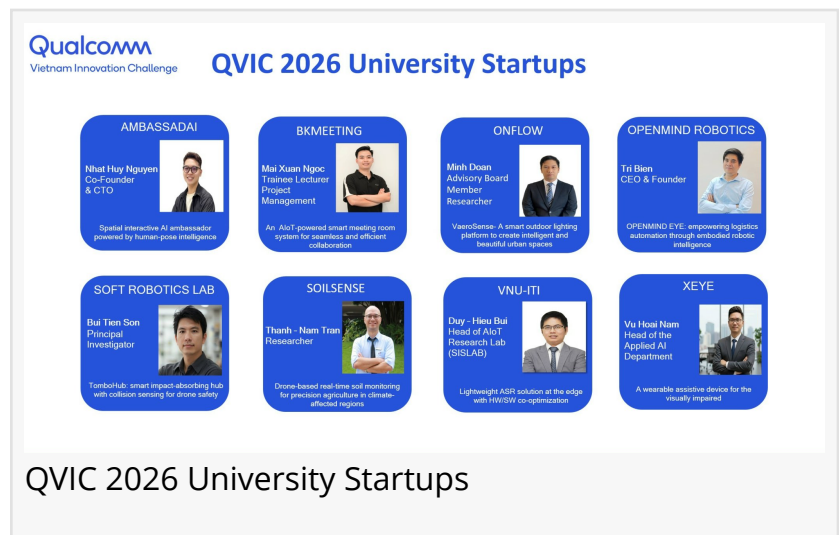 Qualcomm
Vietnam Innovation Challenge
QVIC 2026 University Startups
AMBASSADAI
Nhat Huy Nguyen
Co-Founder
& CTO
Spatial interactive AI ambassador
powered by human-pose intelligence
BKMEETING
Mai Xuan Ngoc
Trainee Lecturer
Project
Management
An AIoT-powered smart meeting room
system for seamless and efficient
collaboration
ONFLOW
Minh Doan
Advisory Board
Member
Researcher
VaeroSense- A smart outdoor lighting
platform to create intelligent and
beautiful urban spaces
OPENMIND ROBOTICS
Tri Bien
CEO & Founder
OPENMIND EYE: empowering logistics
automation through embodied robotic
intelligence
SOFT ROBOTICS LAB
Bui Tien Son
Principal
Investigator
TomboHub: smart impact-absorbing hub
with collision sensing for drone safety
SOILSENSE
Thanh - Nam Tran
Researcher
Drone-based real-time soil monitoring
for precision agriculture in climate-
affected regions
VNU-ITI
Duy - Hieu Bui
Head of AIoT
Research Lab
(SISLAB)
Lightweight ASR solution at the edge
with HW/SW co-optimization
XEYE
Vu Hoai Nam
Head of the
Applied AI
Department
A wearable assistive device for the
visually impaired
QVIC 2026 University Startups